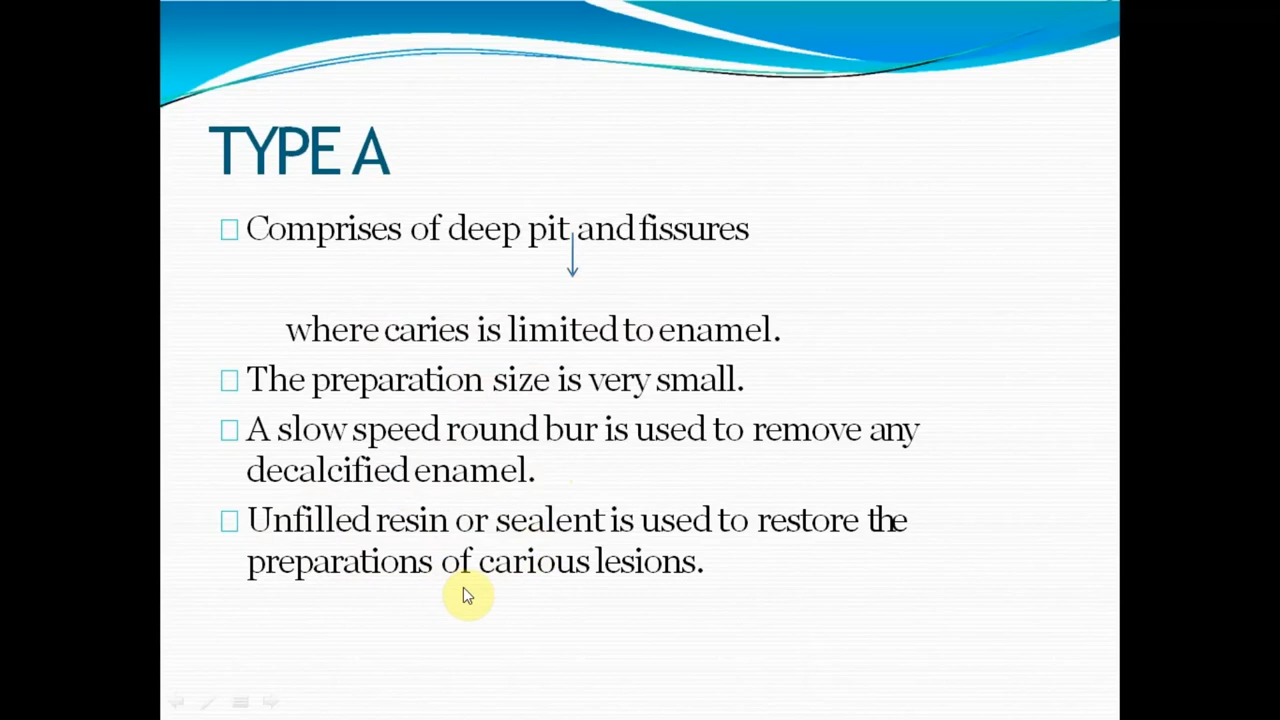 TYPE A
Comprises of deep pit and fissures
where caries is limited to enamel.
The preparation size is very small.
A slow speed round bur is used to remove any
decalcified enamel.
Unfilled resin or sealent is used to restore the
preparations of carious lesions.